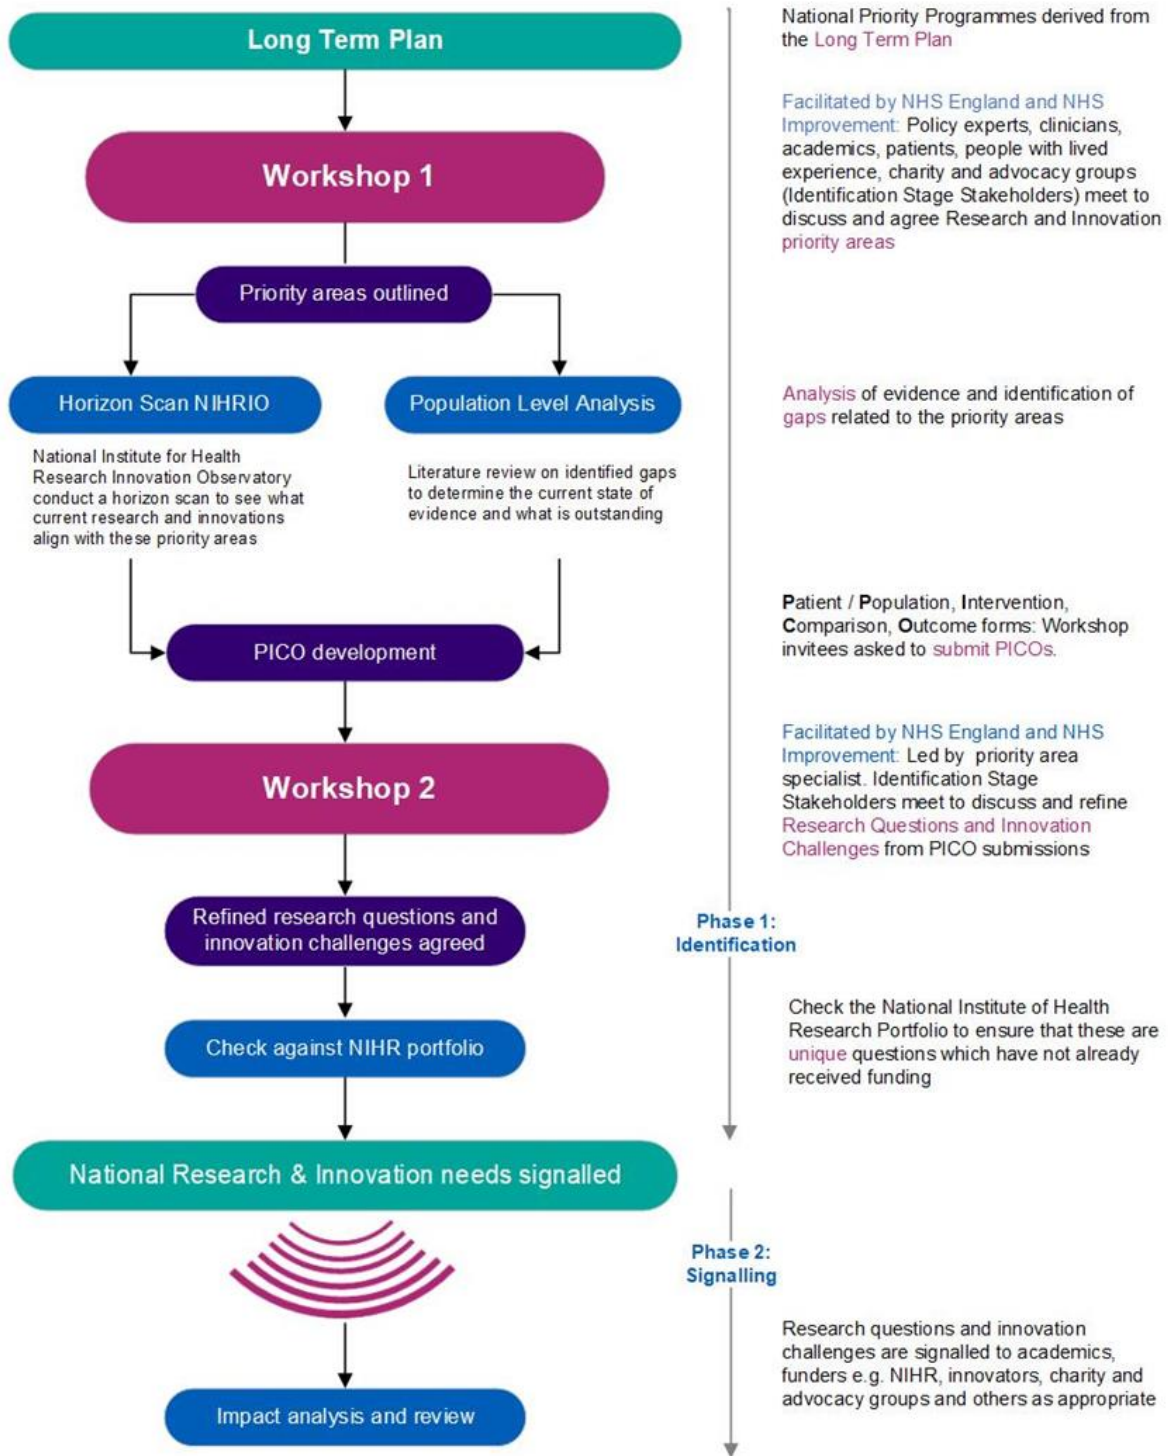 Long Term Plan
National Priority Programmes derived from
the Long Term Plan
Workshop 1
Facilitated by NHS England and NHS
Improvement: Policy experts, clinicians,
academics, patients, people with lived
experience, charity and advocacy groups
(Identification Stage Stakeholders) meet to
discuss and agree Research and Innovation
priority areas
Priority areas outlined
Horizon Scan NIHRIO
Population Level Analysis
Analysis of evidence and identification of
gaps related to the priority areas
National Institute for Health
Research Innovation Observatory
conduct a horizon scan to see what
current research and innovations
align with these priority areas
Literature review on identified gaps
to determine the current state of
evidence and what is outstanding
PICO development
Patient / Population, Intervention,
Comparison, Outcome forms: Workshop
invitees asked to submit PICOs.
Workshop 2
Facilitated by NHS England and NHS
Improvement: Led by priority area
specialist. Identification Stage
Stakeholders meet to discuss and refine
Research Questions and Innovation
Challenges from PICO submissions
Refined research questions and
innovation challenges agreed
Phase 1:
Identification
Check against NIHR portfolio
Check the National Institute of Health
Research Portfolio to ensure that these are
unique questions which have not already
received funding
National Research & Innovation needs signalled
Phase 2:
Signalling
Research questions and innovation
challenges are signalled to academics,
funders e.g. NIHR, innovators, charity and
advocacy groups and others as appropriate
Impact analysis and review